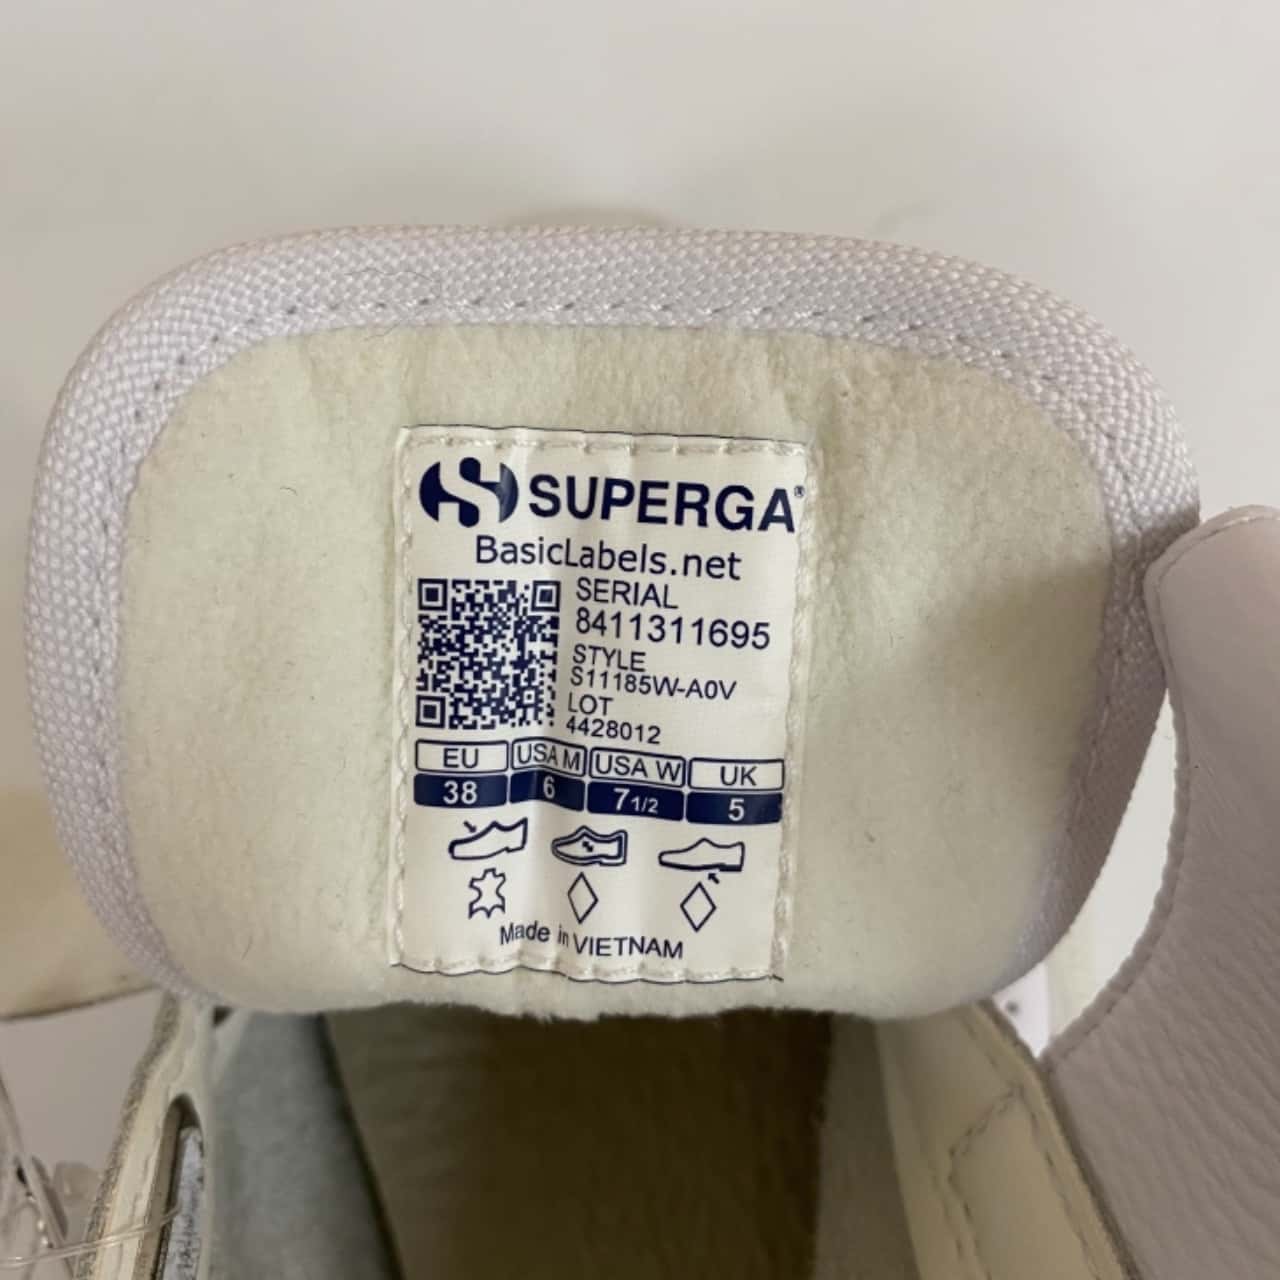 SUPERGA®
BasicLabels.net
SERIAL
8411311695
STYLE
S11185W-A0V
LOT
4428012
EU USA M USA W UK
38 6 7 1/2 5
Made in VIETNAM